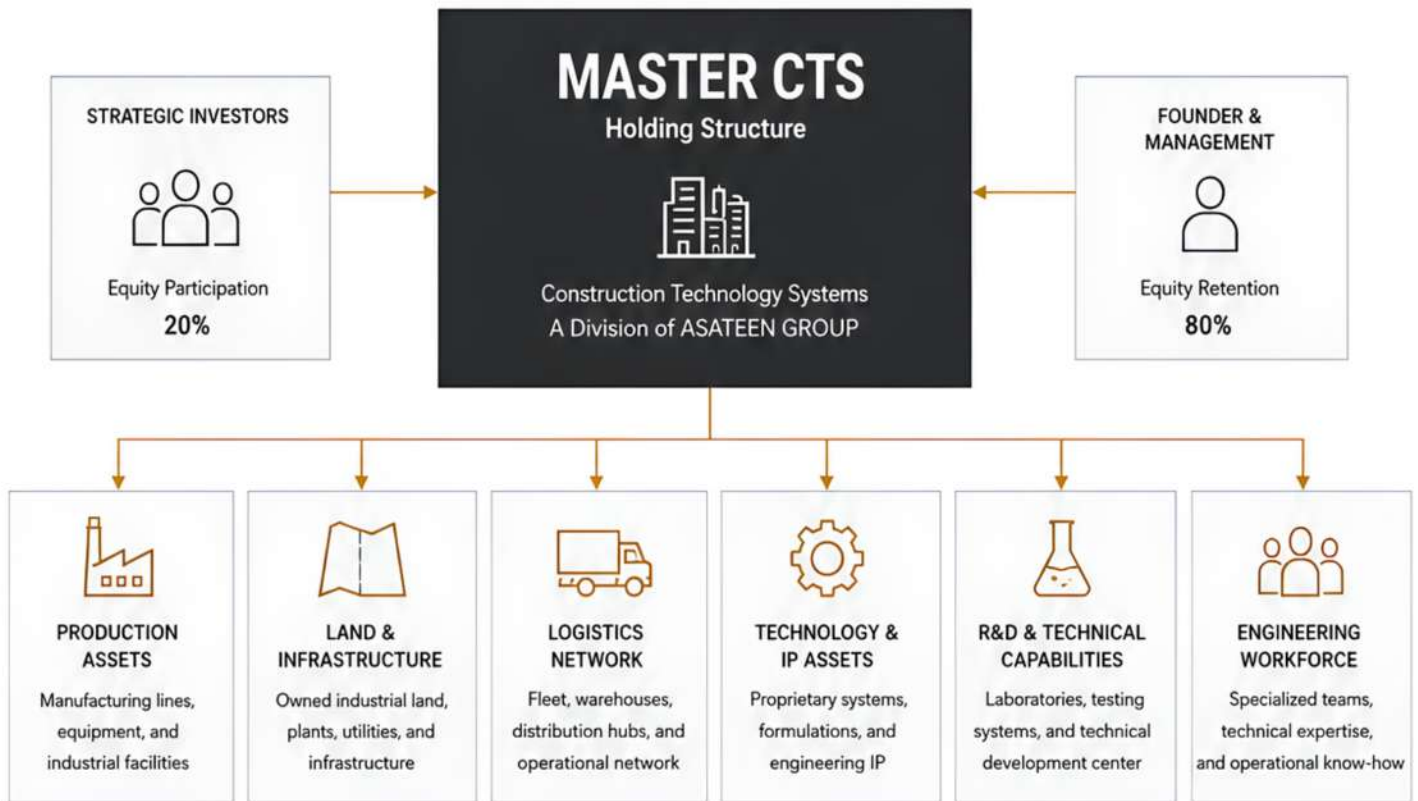 MASTER CTS
Holding Structure
Construction Technology Systems
A Division of ASATEEN GROUP
STRATEGIC INVESTORS
Equity Participation
20%
FOUNDER &
MANAGEMENT
Equity Retention
80%
PRODUCTION
ASSETS
Manufacturing lines,
equipment, and
industrial facilities
LAND &
INFRASTRUCTURE
Owned industrial land,
plants, utilities, and
infrastructure
LOGISTICS
NETWORK
Fleet, warehouses,
distribution hubs, and
operational network
TECHNOLOGY &
IP ASSETS
Proprietary systems,
formulations, and
engineering IP
R&D & TECHNICAL
CAPABILITIES
Laboratories, testing
systems, and technical
development center
ENGINEERING
WORKFORCE
Specialized teams,
technical expertise,
and operational know-how